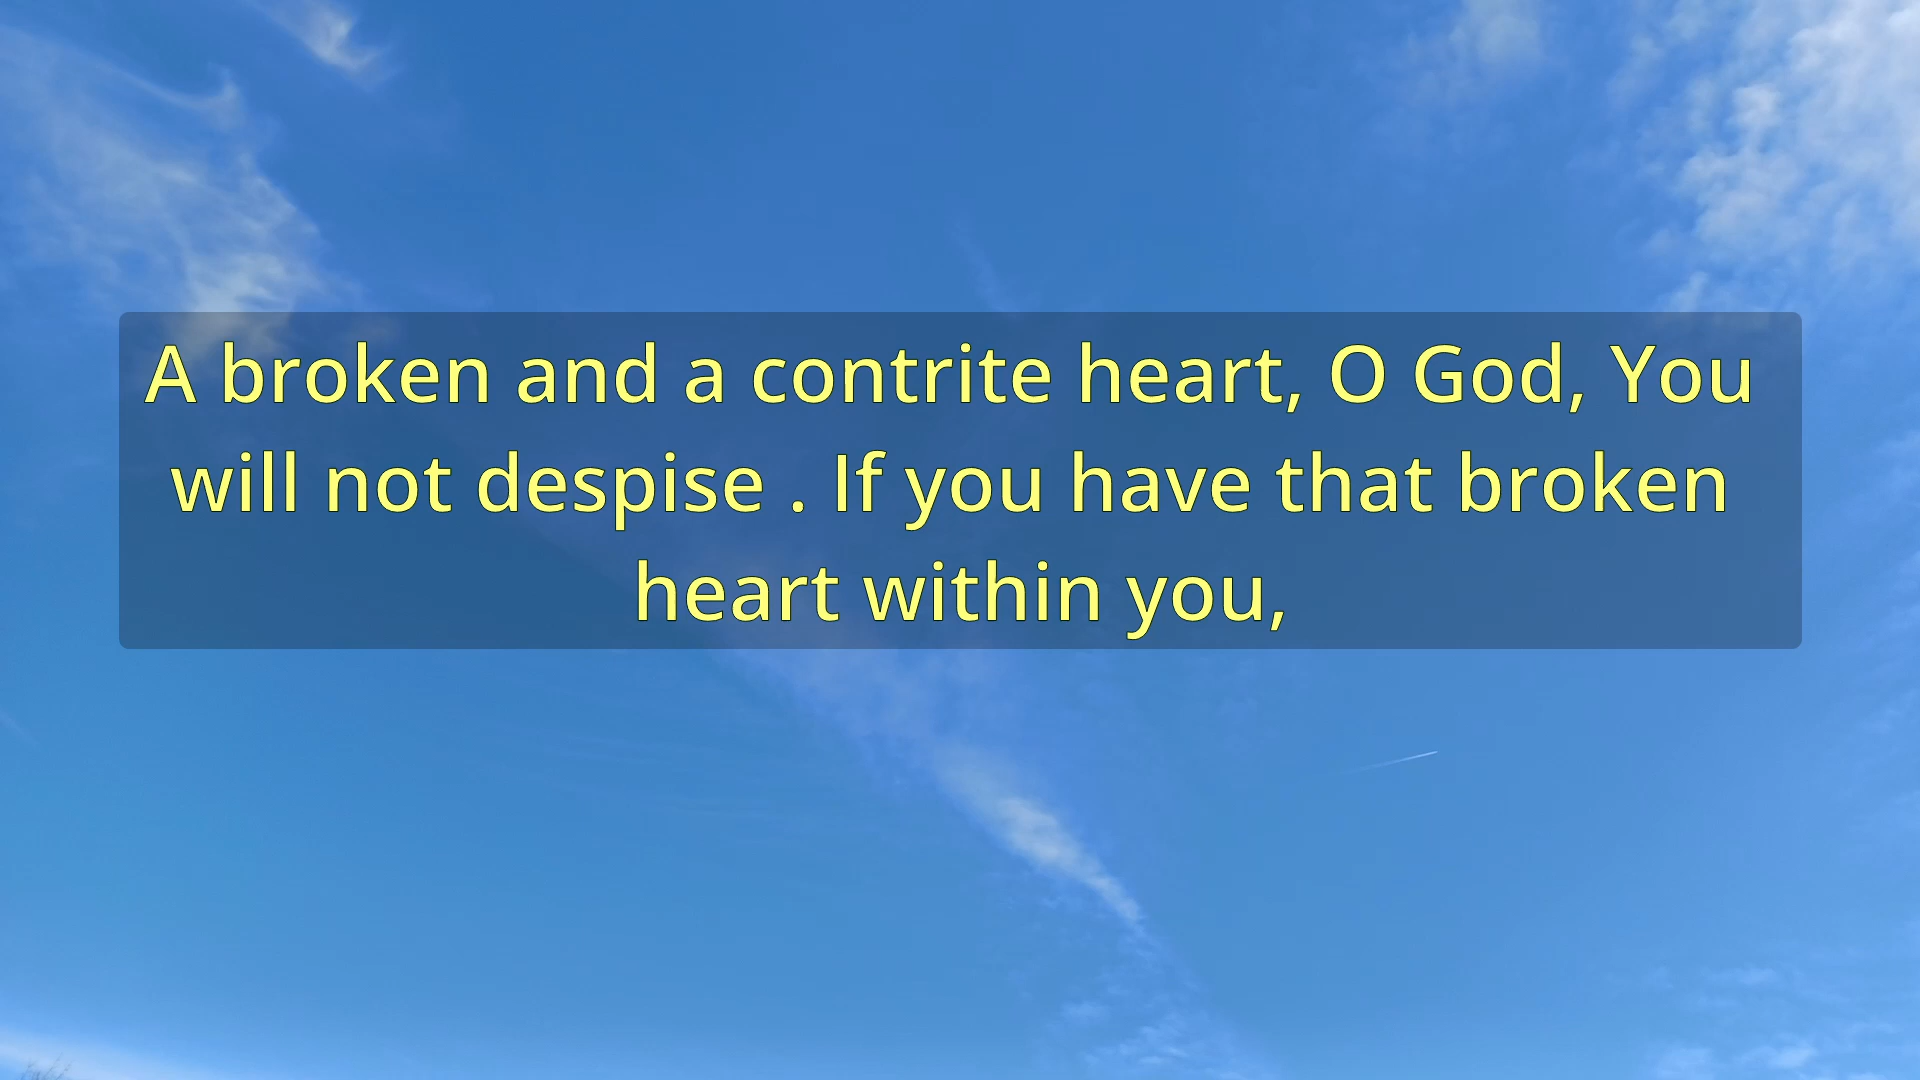 A broken and a contrite heart, O God, You
will not despise . If you have that broken
heart within you,